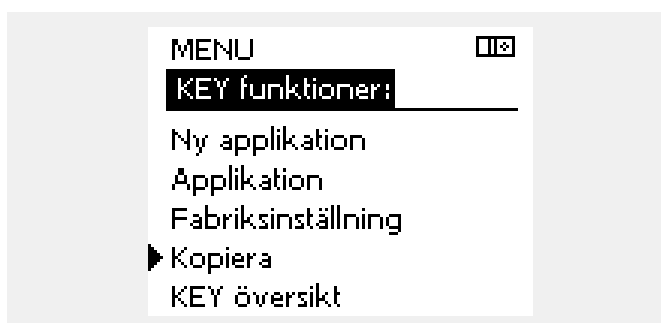 MENU
KEY funktioner:
Ny applikation
Applikation
Fabriksinställning
Kopiera
KEY översikt